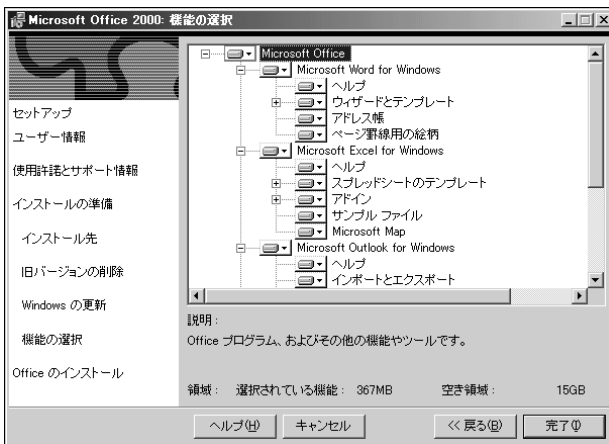 Microsoft Office 2000: 機能の選択
セットアップ
ユーザー情報
使用許諾とサポート情報
インストールの準備
インストール先
旧バージョンの削除
Windows の更新
機能の選択
Office のインストール
Microsoft Office
Microsoft Word for Windows
ヘルプ
ウィザードとテンプレート
アドレス帳
ページ罫線用の絵柄
Microsoft Excel for Windows
ヘルプ
スプレッドシートのテンプレート
アドイン
サンプル ファイル
Microsoft Map
Microsoft Outlook for Windows
ヘルプ
インポートとエクスポート
説明:
Office プログラム、およびその他の機能やツールです。
領域: 選択されている機能: 367MB 空き領域: 15GB
ヘルプ(H) キャンセル << 戻る(B) 完了(I)